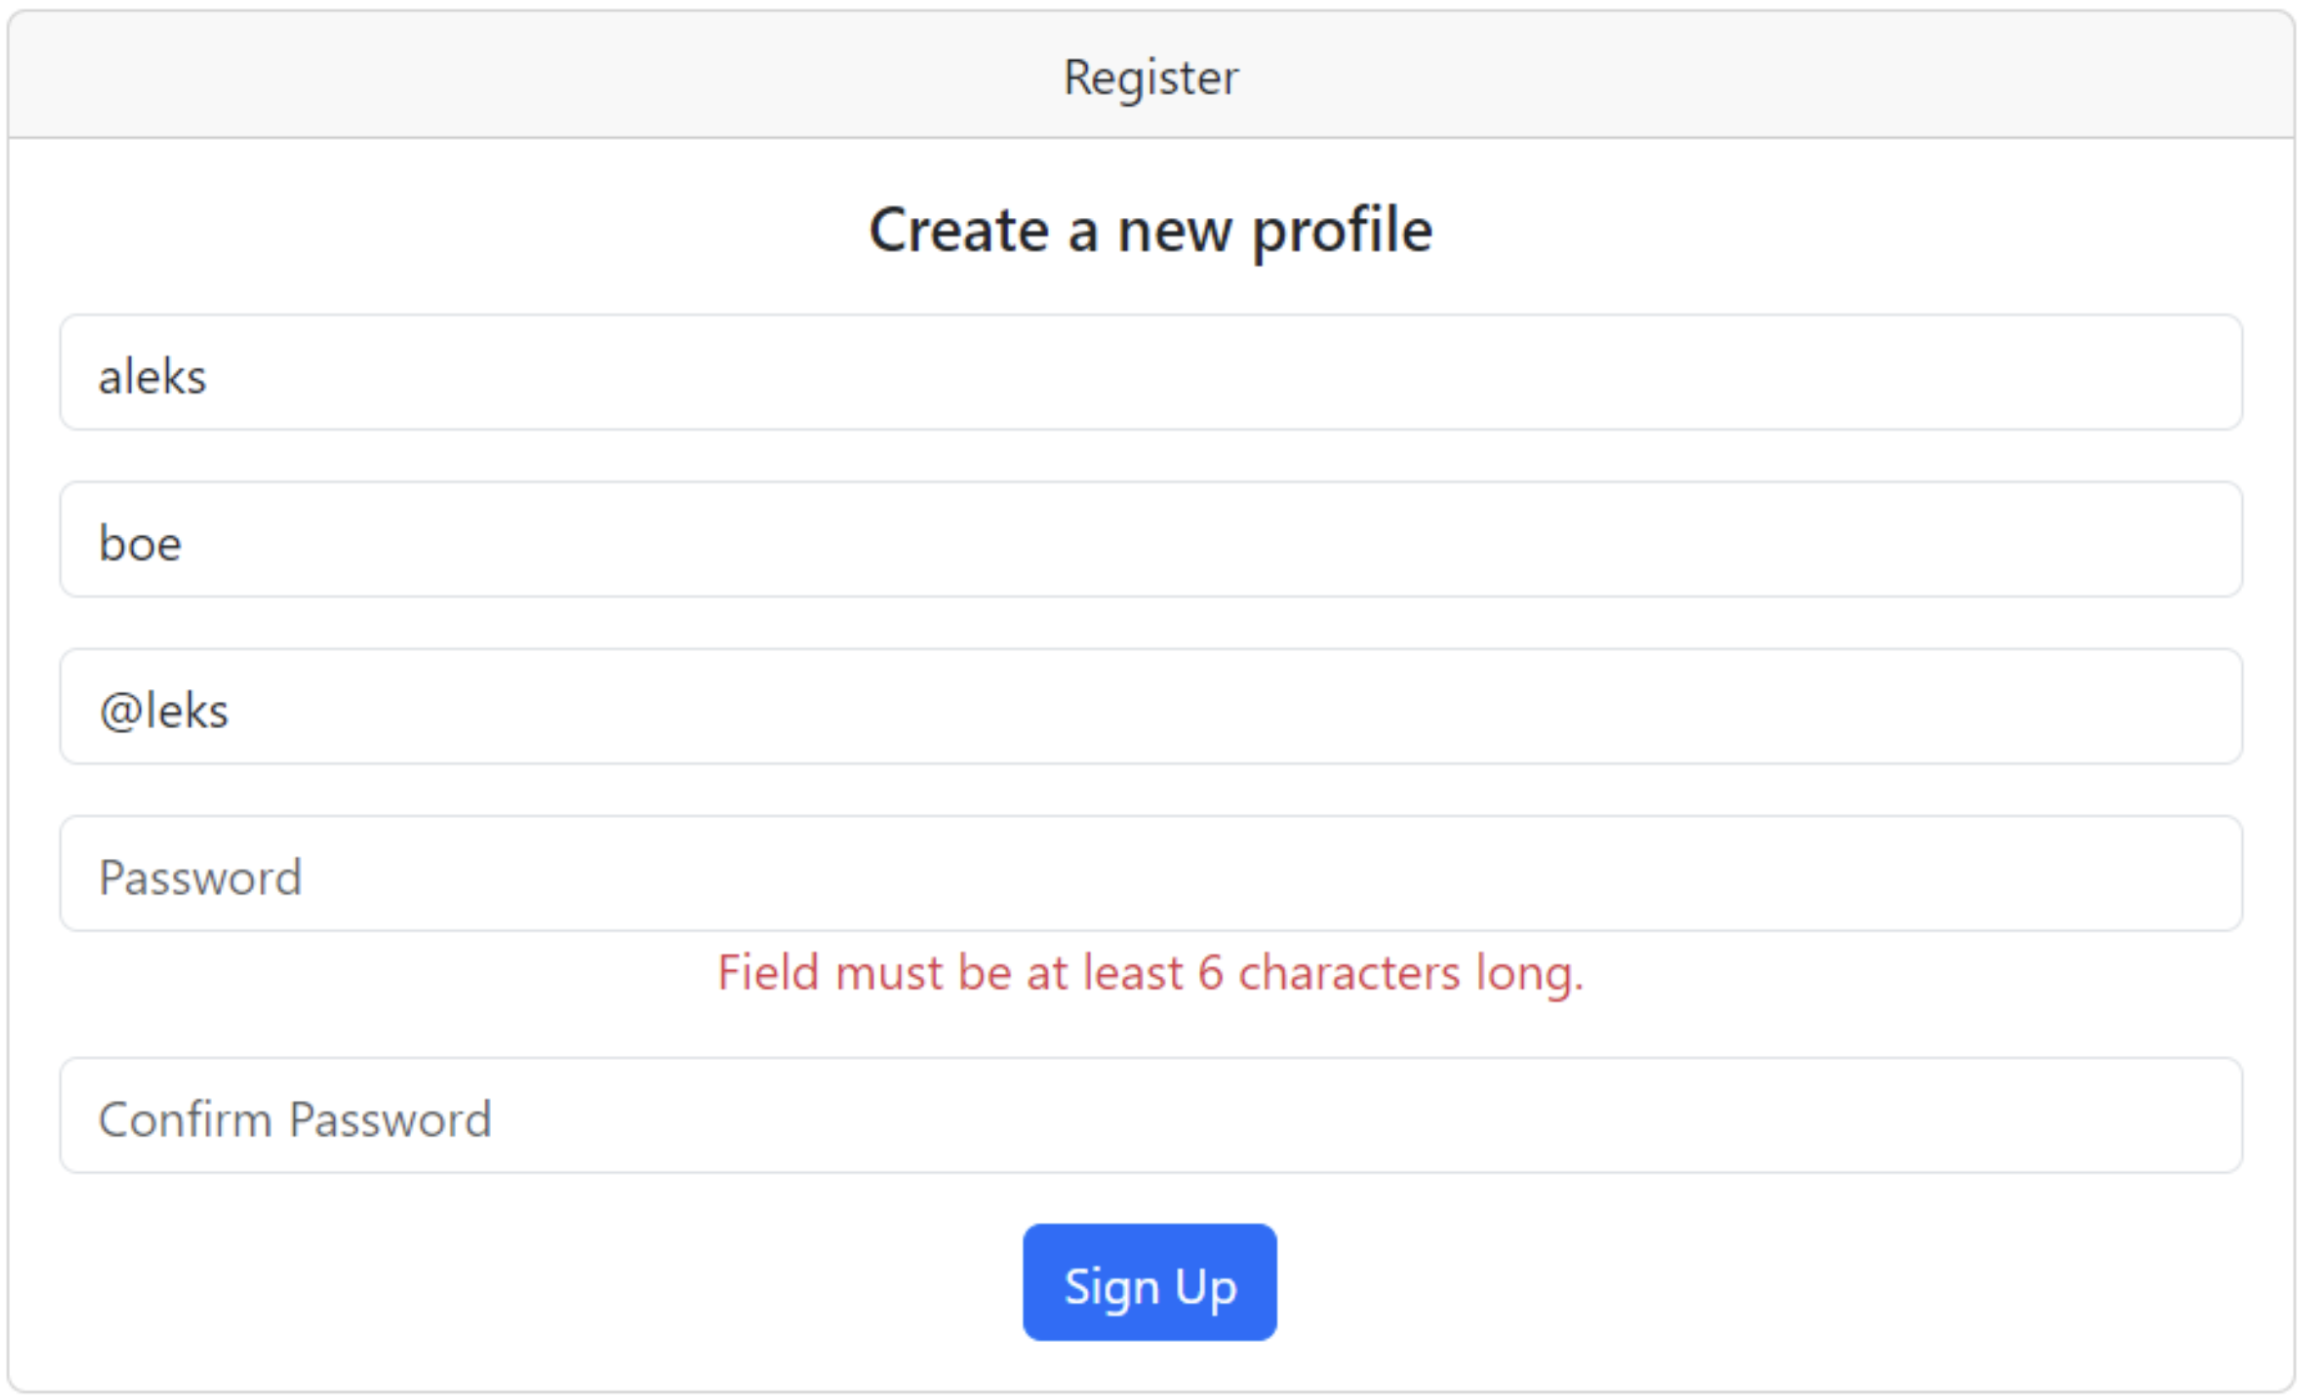 Register
Create a new profile
aleks
boe
@leks
Password
Field must be at least 6 characters long.
Confirm Password
Sign Up